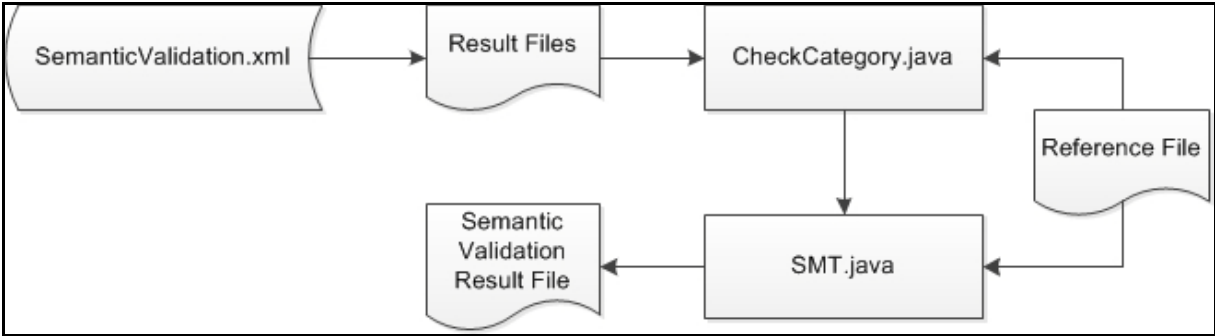 SemanticValidation.xml
Result Files
CheckCategory.java
Reference File
Semantic
Validation
Result File
SMT.java